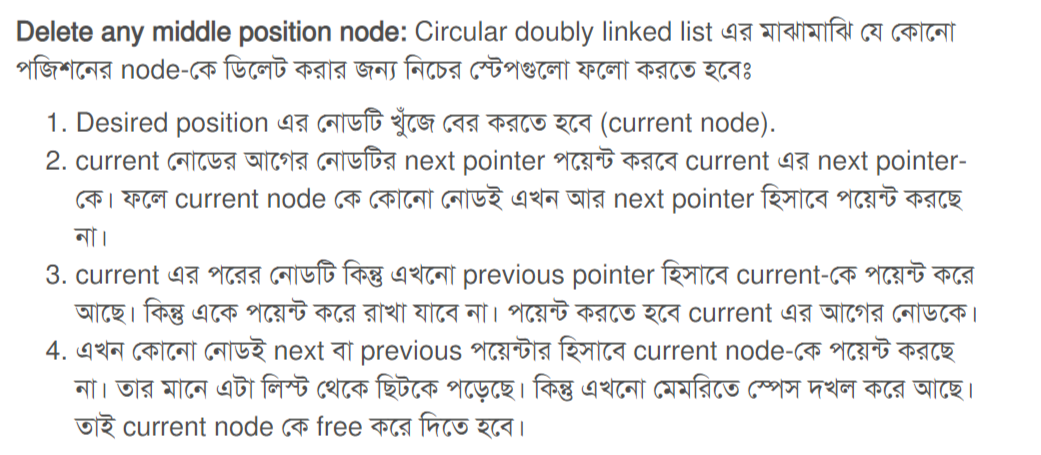 Delete any middle position node: Circular doubly linked list এর মাঝামাঝি যে কোনো
পজিশনের node-কে ডিলেট করার জন্য নিচের স্টেপগুলো ফলো করতে হবেঃ
1. Desired position এর নোডটি খুঁজে বের করতে হবে (current node).
2. current নোডের আগের নোডটির next pointer পয়েন্ট করবে current এর next pointer-
কে। ফলে current node কে কোনো নোডই এখন আর next pointer হিসাবে পয়েন্ট করছে
না।
3. current এর পরের নোডটি কিন্তু এখনো previous pointer হিসাবে current-কে পয়েন্ট করে
আছে। কিন্তু একে পয়েন্ট করে রাখা যাবে না। পয়েন্ট করতে হবে current এর আগের নোডকে।
4. এখন কোনো নোডই next বা previous পয়েন্টার হিসাবে current node-কে পয়েন্ট করছে
না। তার মানে এটা লিস্ট থেকে ছিটকে পড়েছে। কিন্তু এখনো মেমরিতে স্পেস দখল করে আছে।
তাই current node কে free করে দিতে হবে।